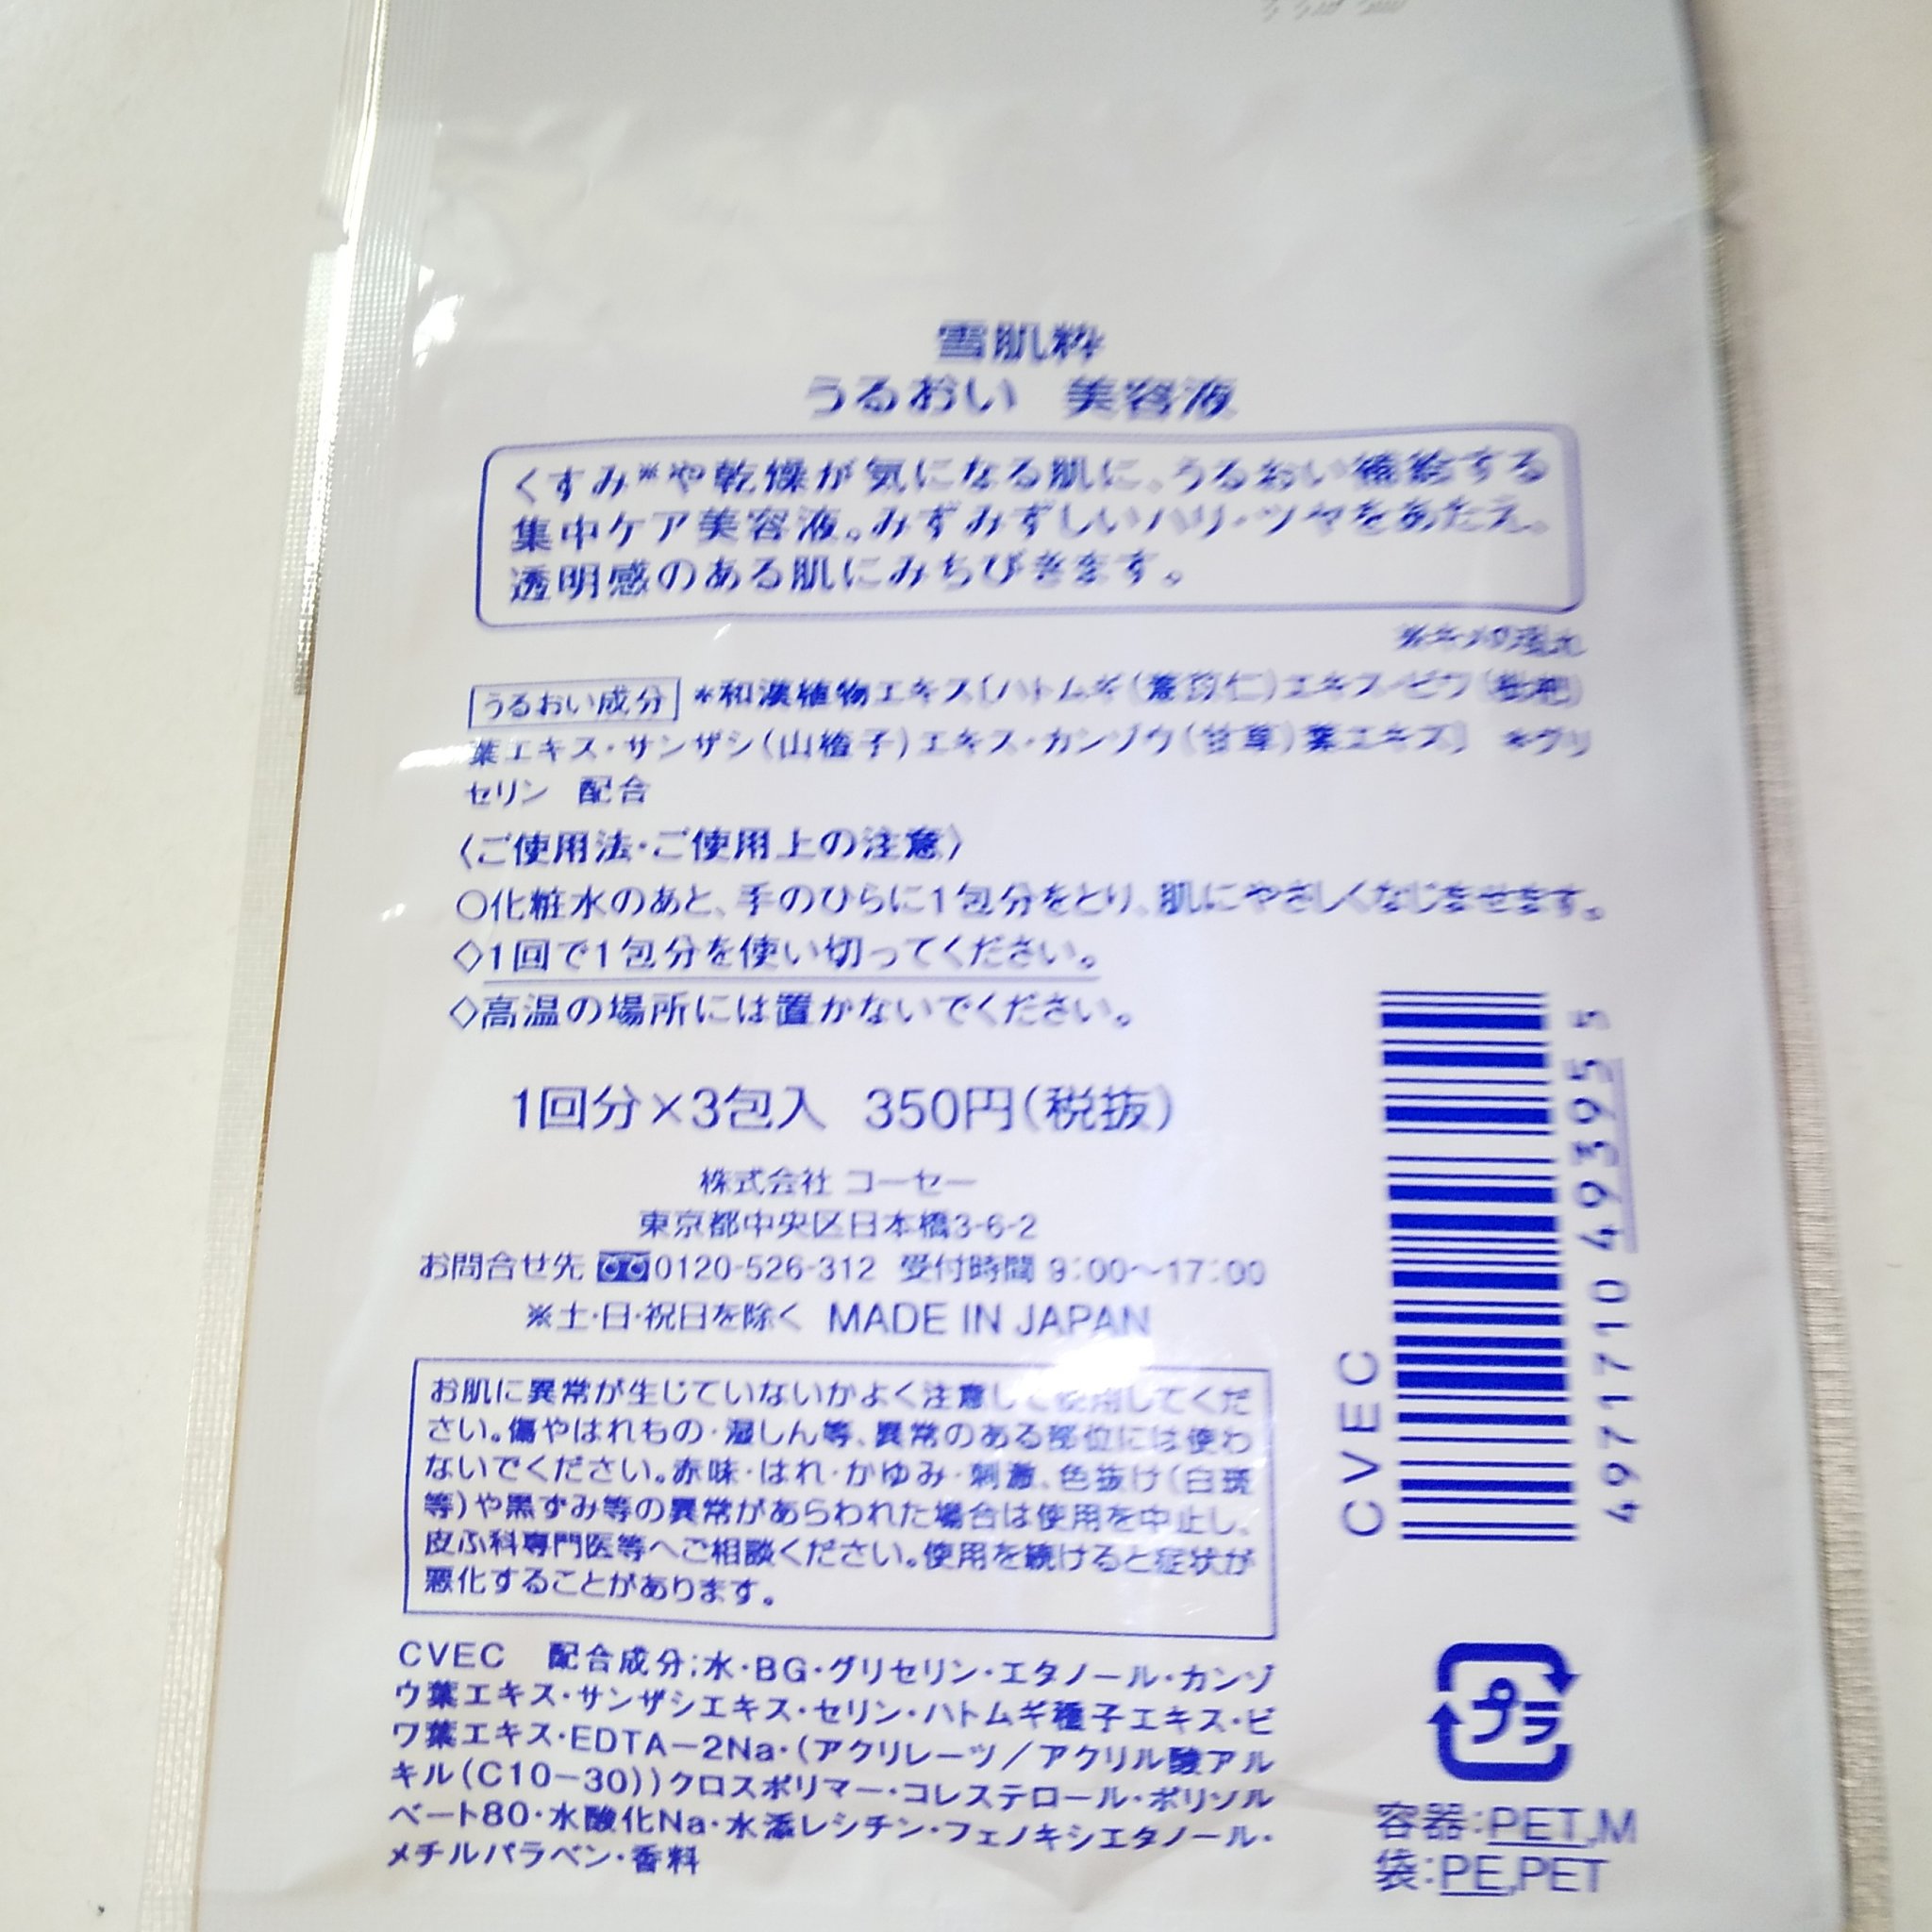 雪肌粋
うるおい 美容液
くすみ※や乾燥が気になる肌に、うるおい補給する
集中ケア美容液。みずみずしいハリ・ツヤをあたえ、
透明感のある肌にみちびきます。
※キメの乱れ
うるおい成分 *和漢植物エキス〔ハトムギ(薏苡仁)エキス・ビワ(枇杷)
葉エキス・サンザシ(山楂子)エキス・カンゾウ(甘草)葉エキス〕 *グリ
セリン 配合
〈ご使用法・ご使用上の注意〉
○化粧水のあと、手のひらに1包分をとり、肌にやさしくなじませます。
◇1回で1包分を使い切ってください。
◇高温の場所には置かないでください。
1回分×3包入 350円(税抜)
株式会社 コーセー
東京都中央区日本橋3-6-2
お問合せ先 0120-526-312 受付時間 9:00〜17:00
※土・日・祝日を除く MADE IN JAPAN
お肌に異常が生じていないかよく注意して使用してくだ
さい。傷やはれもの・湿しん等、異常のある部位には使わ
ないでください。赤味・はれ・かゆみ・刺激、色抜け(白斑
等)や黒ずみ等の異常があらわれた場合は使用を中止し、
皮ふ科専門医等へご相談ください。使用を続けると症状が
悪化することがあります。
CVEC 配合成分;水・BG・グリセリン・エタノール・カンゾ
ウ葉エキス・サンザシエキス・セリン・ハトムギ種子エキス・ビ
ワ葉エキス・EDTA－2Na・(アクリレーツ／アクリル酸アル
キル(C10－30))クロスポリマー・コレステロール・ポリソル
ベート80・水酸化Na・水添レシチン・フェノキシエタノール・
メチルパラベン・香料
CVEC
4971710 493955
プラ
容器:PET,M
袋:PE,PET